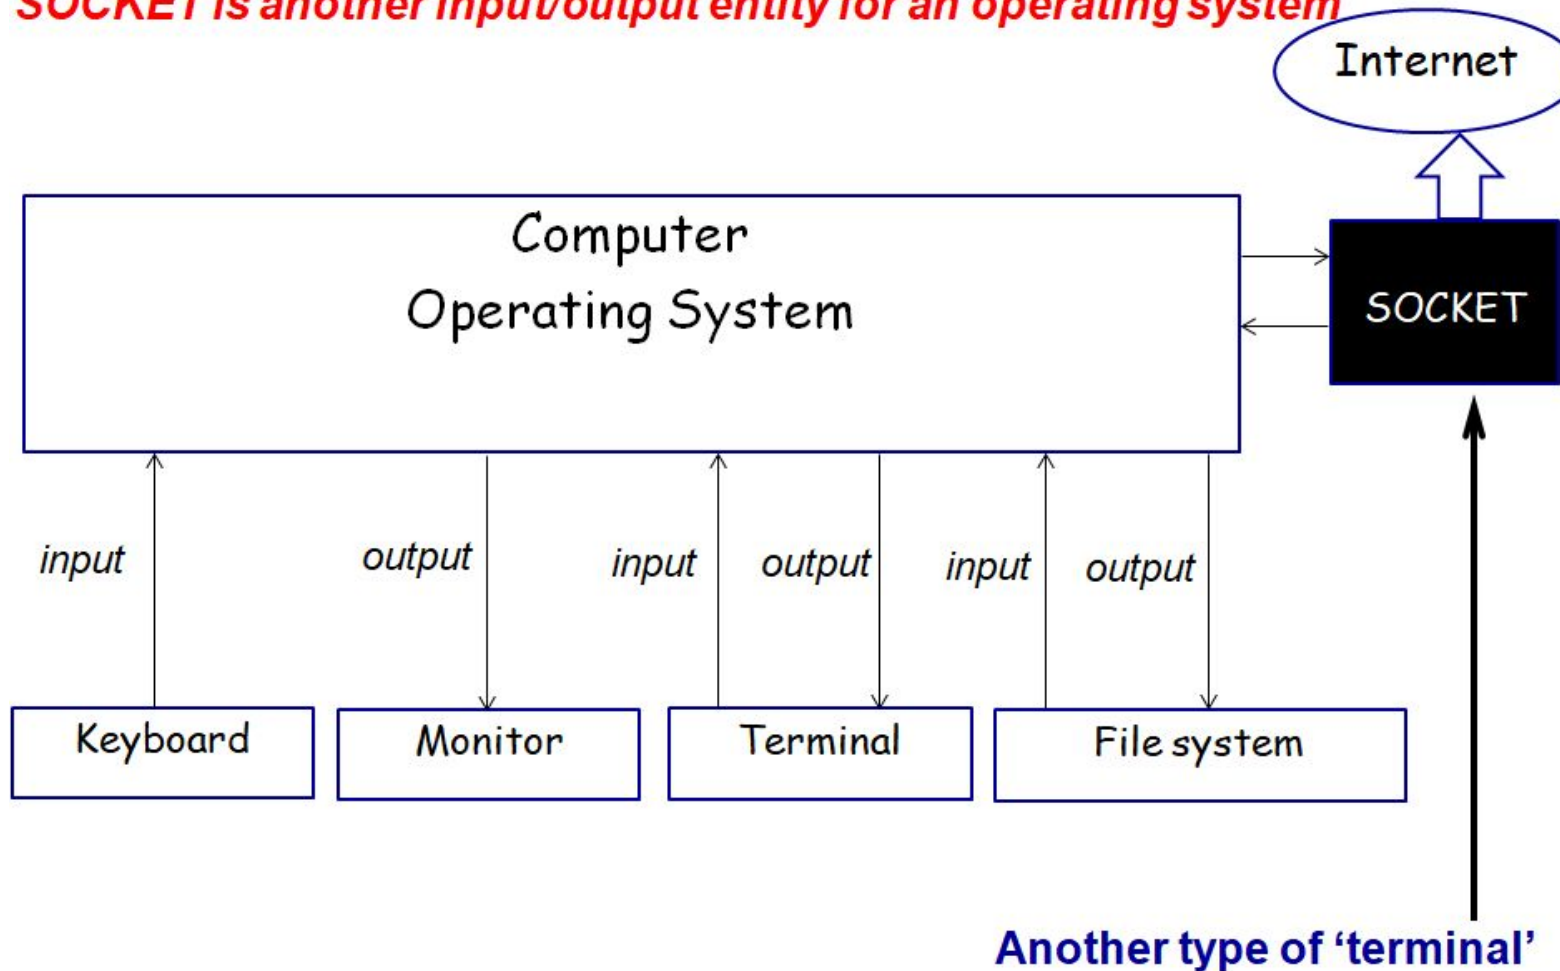 SOCKET is another input/output entity for an operating system
Internet
Computer
Operating System
SOCKET
input
output
input
output
input
output
Keyboard
Monitor
Terminal
File system
Another type of ‘terminal’